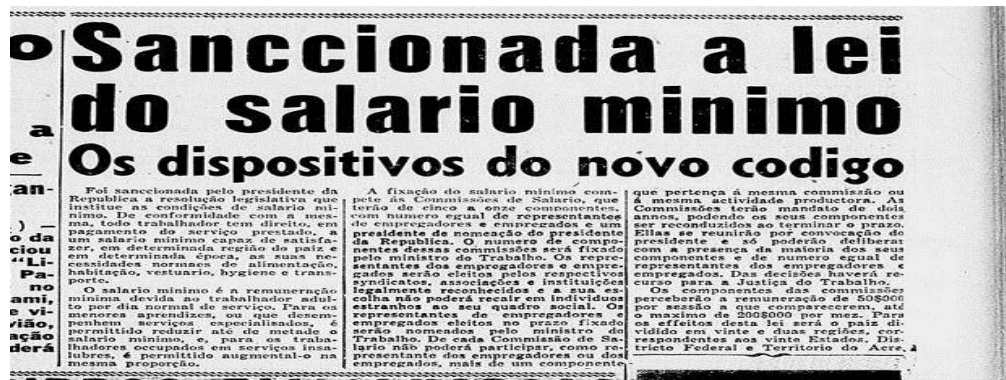 o
a
e
an-
)—
o da
ciou
"Li-
Pa-
no
ami,
e vi-
vião,
ação
derá
Sanccionada a lei
do salario minimo
Os dispositivos do novo codigo
Foi sanccionada pelo presidente da
Republica a resolução legislativa que
institue as condições de salario mi-
nimo. De conformidade com a mes-
ma, todo trabalhador tem direito, em
pagamento do serviço prestado, a
um salario minimo capaz de satisfa-
zer, em determinada região do paiz e
em determinada época, as suas ne-
cessidades normaes de alimentação,
habitação, vestuario, hygiene e trans-
porte.
O salario minimo é a remuneração
minima devida ao trabalhador adul-
to por dia normal de serviço. Para os
menores aprendizes, ou que desem-
penhem serviços especialisados, é
permittido reduzir até de metade o
salario minimo, e, para os traba-
lhadores occupados em serviços insa-
lubres, é permittido augmental-o na
mesma proporção.
A fixação do salario minimo com-
pete ás Commissões de Salario, que
terão de cinco a onze componentes,
com numero egual de representantes
de empregadores e empregados e um
presidente de nomeação do presidente
da Republica. O numero de compo-
nentes dessas commissões será fixado
pelo ministro do Trabalho. Os repre-
sentantes dos empregadores e empre-
gados serão eleitos pelos respectivos
syndicatos, associações e instituições
legalmente reconhecidos e a sua es-
colha não poderá recair em individuos
estranhos ao seu quadro social. Os
representantes de empregadores e
empregados eleitos no prazo fixado
serão nomeados pelo ministro do
Trabalho. De cada Commissão de Sa-
lario não poderá participar, como re-
presentante dos empregadores ou dos
empregados, mais de um componente
que pertença á mesma commissão ou
á mesma actividade productora. As
Commissões terão mandato de dois
annos, podendo os seus componentes
ser reconduzidos ao terminar o prazo.
Ellas se reunirão por convocação do
presidente e só poderão deliberar
com a presença da maioria dos seus
componentes e de numero egual de
representantes dos empregadores e
empregados. Das decisões haverá re-
curso para a Justiça do Trabalho.
Os componentes das commissões
perceberão a remuneração de 50$000
por sessão a que comparecerem, até
o maximo de 200$000 por mez. Para
os effeitos desta lei será o paiz di-
vidido em vinte e duas regiões, cor-
respondentes aos vinte Estados, Dis-
tricto Federal e Territorio do Acre.